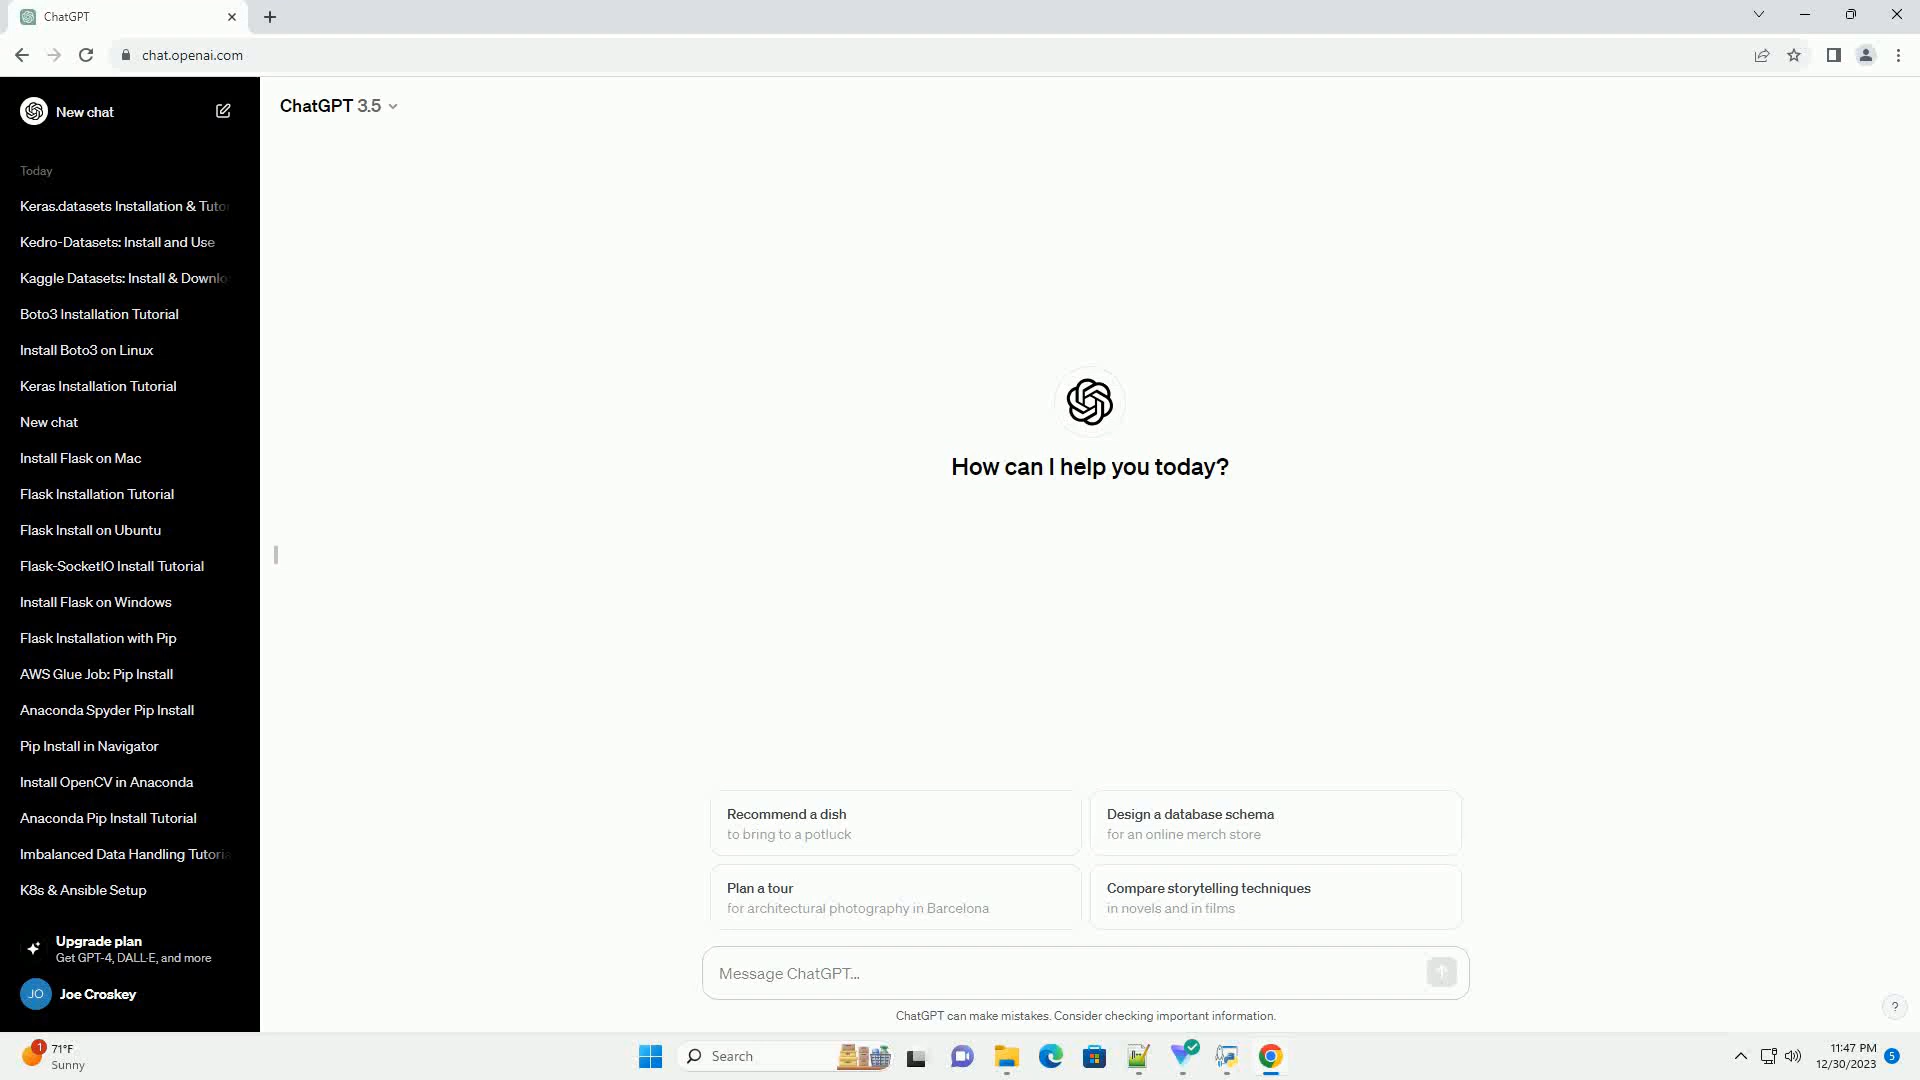 ChatGPT
chat.openai.com
New chat
ChatGPT 3.5
Today
Keras.datasets Installation & Tutor
Kedro-Datasets: Install and Use
Kaggle Datasets: Install & Downlo
Boto3 Installation Tutorial
Install Boto3 on Linux
Keras Installation Tutorial
New chat
Install Flask on Mac
Flask Installation Tutorial
Flask Install on Ubuntu
Flask-SocketIO Install Tutorial
Install Flask on Windows
Flask Installation with Pip
AWS Glue Job: Pip Install
Anaconda Spyder Pip Install
Pip Install in Navigator
Install OpenCV in Anaconda
Anaconda Pip Install Tutorial
Imbalanced Data Handling Tutoria
K8s & Ansible Setup
Upgrade plan
Get GPT-4, DALL·E, and more
JO Joe Croskey
How can I help you today?
Recommend a dish
to bring to a potluck
Design a database schema
for an online merch store
Plan a tour
for architectural photography in Barcelona
Compare storytelling techniques
in novels and in films
Message ChatGPT...
ChatGPT can make mistakes. Consider checking important information.
?
1
71°F
Sunny
Search
11:47 PM
12/30/2023
5